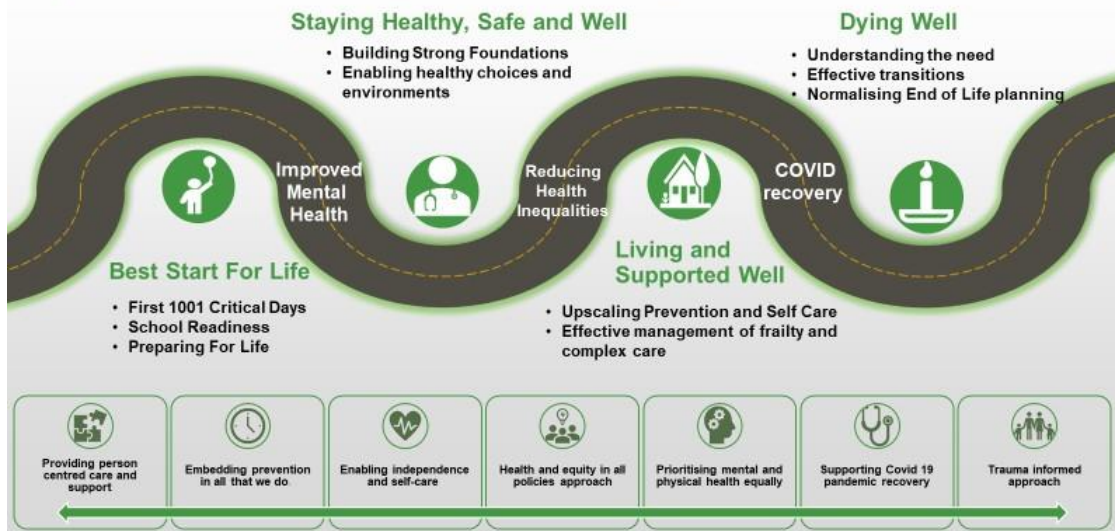 Staying Healthy, Safe and Well
• Building Strong Foundations
• Enabling healthy choices and
environments
Dying Well
• Understanding the need
• Effective transitions
• Normalising End of Life planning
Improved
Mental
Health
Reducing
Health
Inequalities
COVID
recovery
Best Start For Life
• First 1001 Critical Days
• School Readiness
• Preparing For Life
Living and
Supported Well
• Upscaling Prevention and Self Care
• Effective management of frailty and
complex care
Providing person
centred care and
support
Embedding prevention
in all that we do.
Enabling independence
and self-care
Health and equity in all
policies approach
Prioritising mental and
physical health equally
Supporting Covid 19
pandemic recovery
Trauma informed
approach